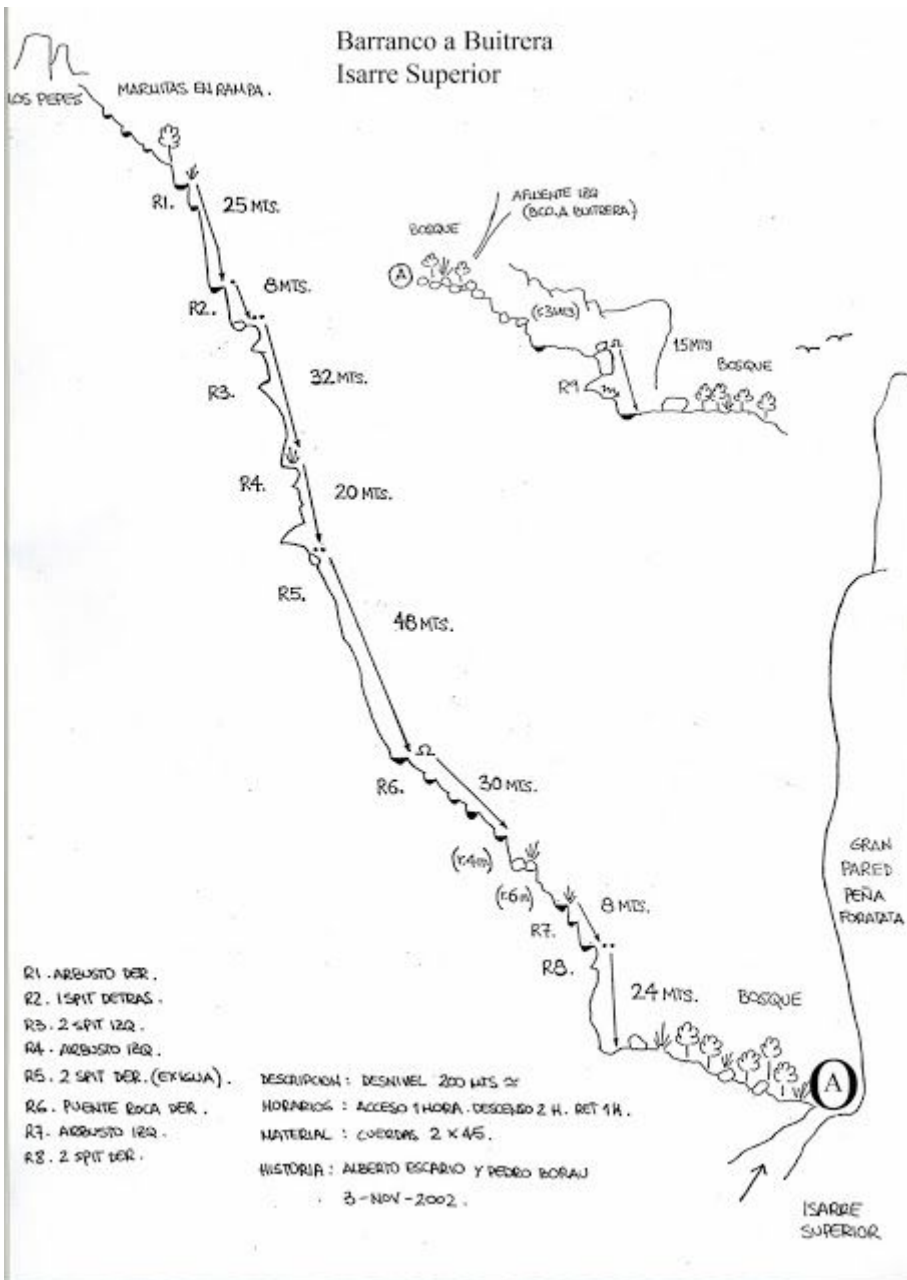 Barranco a Buitrera
Isarre Superior
LOS PEPES
MARMITAS EN RAMPA.
R1.
25 MTS.
R2.
8 MTS.
R3.
32 MTS.
R4.
20 MTS.
R5.
48 MTS.
R6.
30 MTS.
(r.4m)
(r.6m)
R7.
8 MTS.
R8.
24 MTS.
BOSQUE
A
ISARRE
SUPERIOR
GRAN
PARED
PEÑA
FORATATA
AFLUENTE IZQ
(BCO. A BUITRERA)
BOSQUE
A
(r.3MTS)
R9
15 MTS
BOSQUE
R1. ARBUSTO DER.
R2. 1 SPIT DETRAS.
R3. 2 SPIT IZQ.
R4. ARBUSTO IZQ.
R5. 2 SPIT DER. (EXIGUA).
R6. PUENTE ROCA DER.
R7. ARBUSTO IZQ.
R8. 2 SPIT DER.
DESCRIPCION: DESNIVEL 200 MTS ≃
HORARIOS: ACCESO 1 HORA. DESCENSO 2 H. RET 1 H.
MATERIAL: CUERDAS 2 x 45.
HISTORIA: ALBERTO ESCARIO Y PEDRO BORAU
3-NOV-2002.